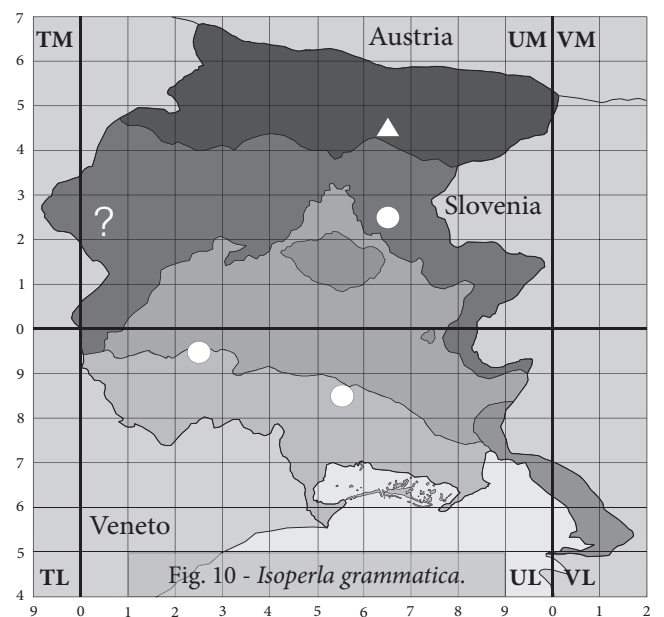 7
TM Austria UM VM
6
5
4
3
? Slovenia
2
1
0
9
8
7
6
Veneto
5
TL Fig. 10 - Isoperla grammatica. UL VL
4
9 0 1 2 3 4 5 6 7 8 9 0 1 2